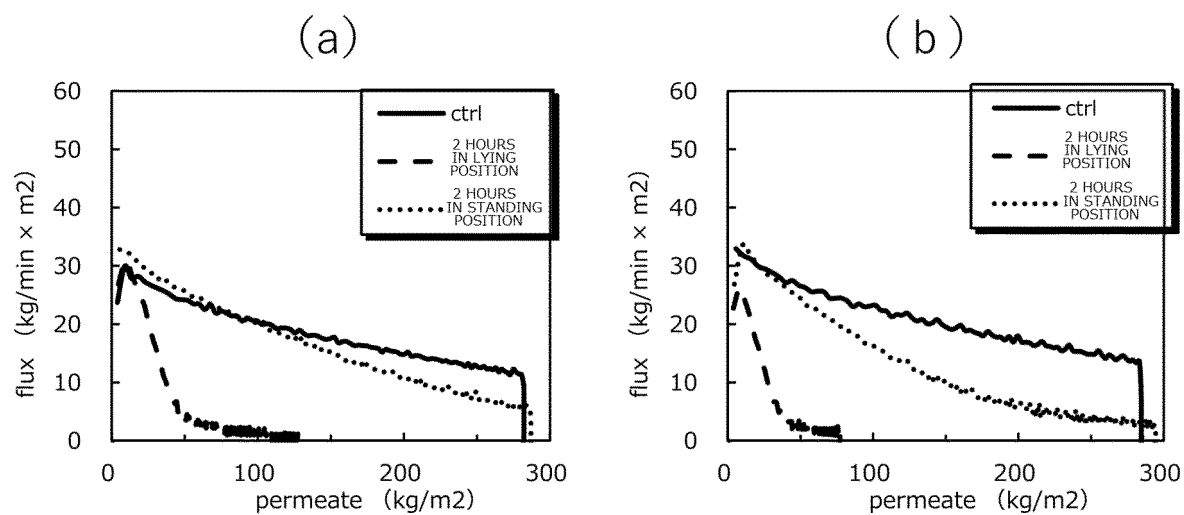 (a)
60
50
40
30
20
10
0
flux (kg/min × m2)
0 100 200 300
permeate (kg/m2)
ctrl
2 HOURS
IN LYING
POSITION
2 HOURS
IN STANDING
POSITION
(b)
60
50
40
30
20
10
0
flux (kg/min × m2)
0 100 200 300
permeate (kg/m2)
ctrl
2 HOURS
IN LYING
POSITION
2 HOURS
IN STANDING
POSITION